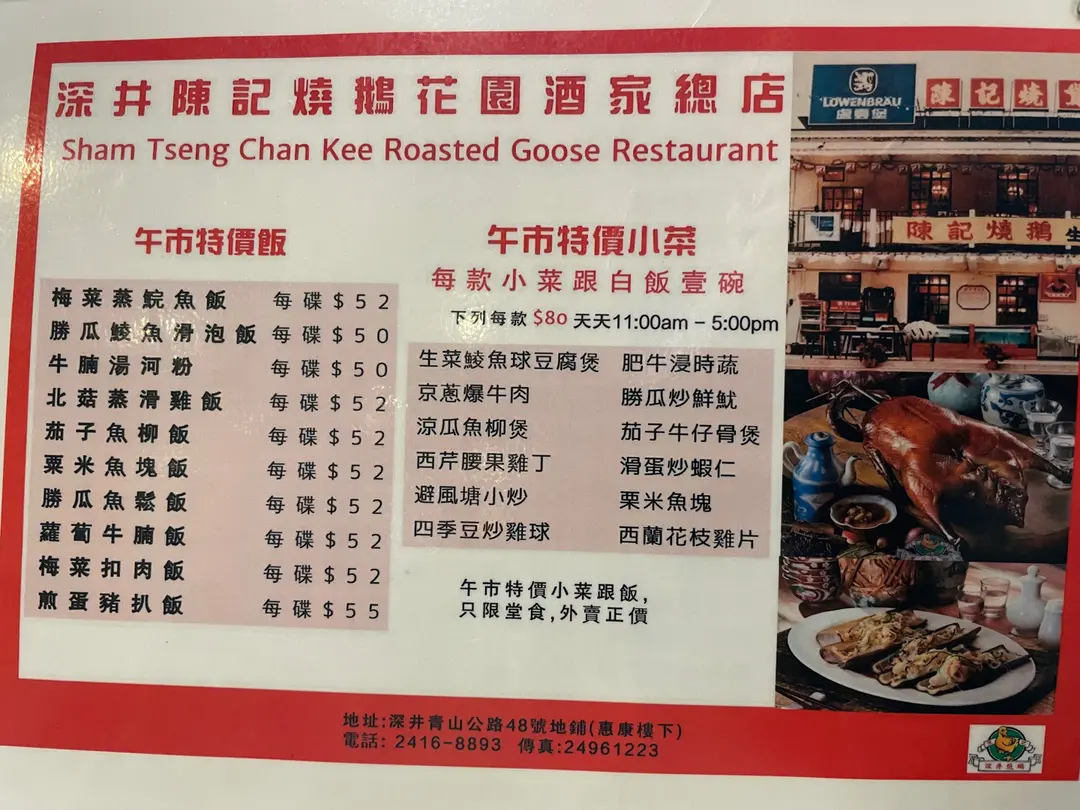 深井陳記燒鵝花園酒家總店
Sham Tseng Chan Kee Roasted Goose Restaurant
午市特價飯
梅菜蒸鯇魚飯 每碟$52
勝瓜鯪魚滑泡飯 每碟$50
牛腩湯河粉 每碟$50
北菇蒸滑雞飯 每碟$52
茄子魚柳飯 每碟$52
粟米魚塊飯 每碟$52
勝瓜魚鬆飯 每碟$52
蘿蔔牛腩飯 每碟$52
梅菜扣肉飯 每碟$52
煎蛋豬扒飯 每碟$55
午市特價小菜
每款小菜跟白飯壹碗
下列每款 $80 天天11:00am – 5:00pm
生菜鯪魚球豆腐煲 肥牛浸時蔬
京蔥爆牛肉 勝瓜炒鮮魷
涼瓜魚柳煲 茄子牛仔骨煲
西芹腰果雞丁 滑蛋炒蝦仁
避風塘小炒 粟米魚塊
四季豆炒雞球 西蘭花枝雞片
午市特價小菜跟飯,
只限堂食,外賣正價
地址:深井青山公路48號地鋪(惠康樓下)
電話: 2416-8893 傳真:24961223
LÖWENBRÄU
盧雲堡
陳記燒
陳記燒鵝
深井燒鵝